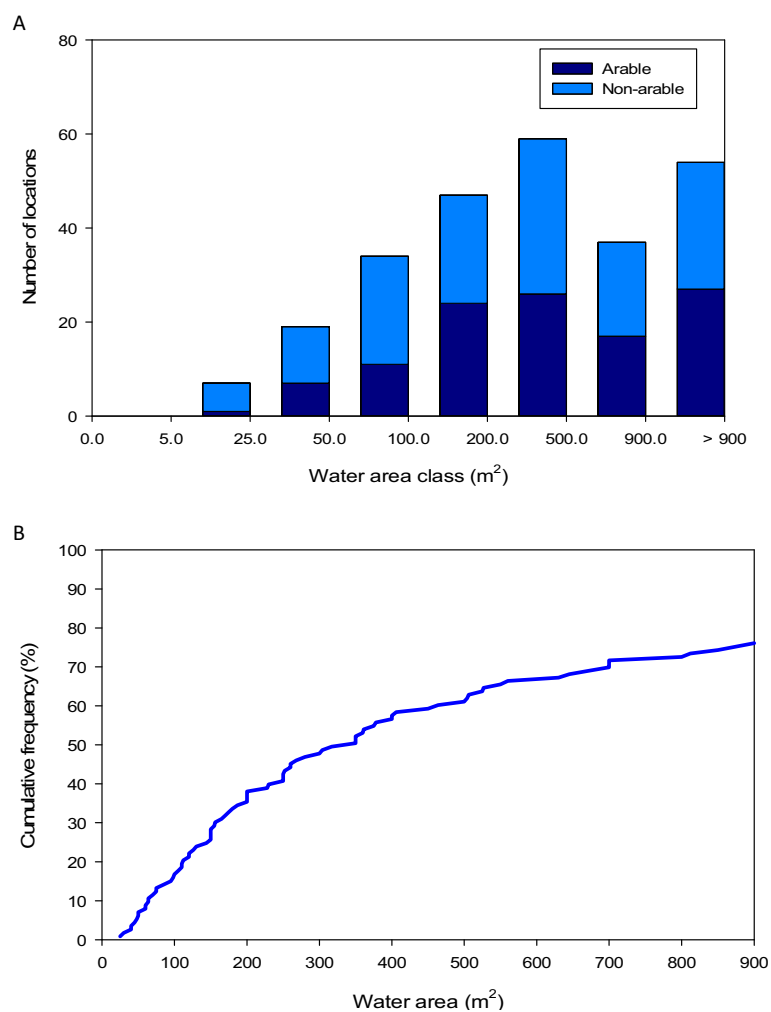 A
80
60
40
20
0
Number of locations
Arable
Non-arable
0.0 5.0 25.0 50.0 100.0 200.0 500.0 900.0 > 900
Water area class (m²)
B
100
90
80
70
60
50
40
30
20
10
0
Cumulative frequency (%)
0 100 200 300 400 500 600 700 800 900
Water area (m²)